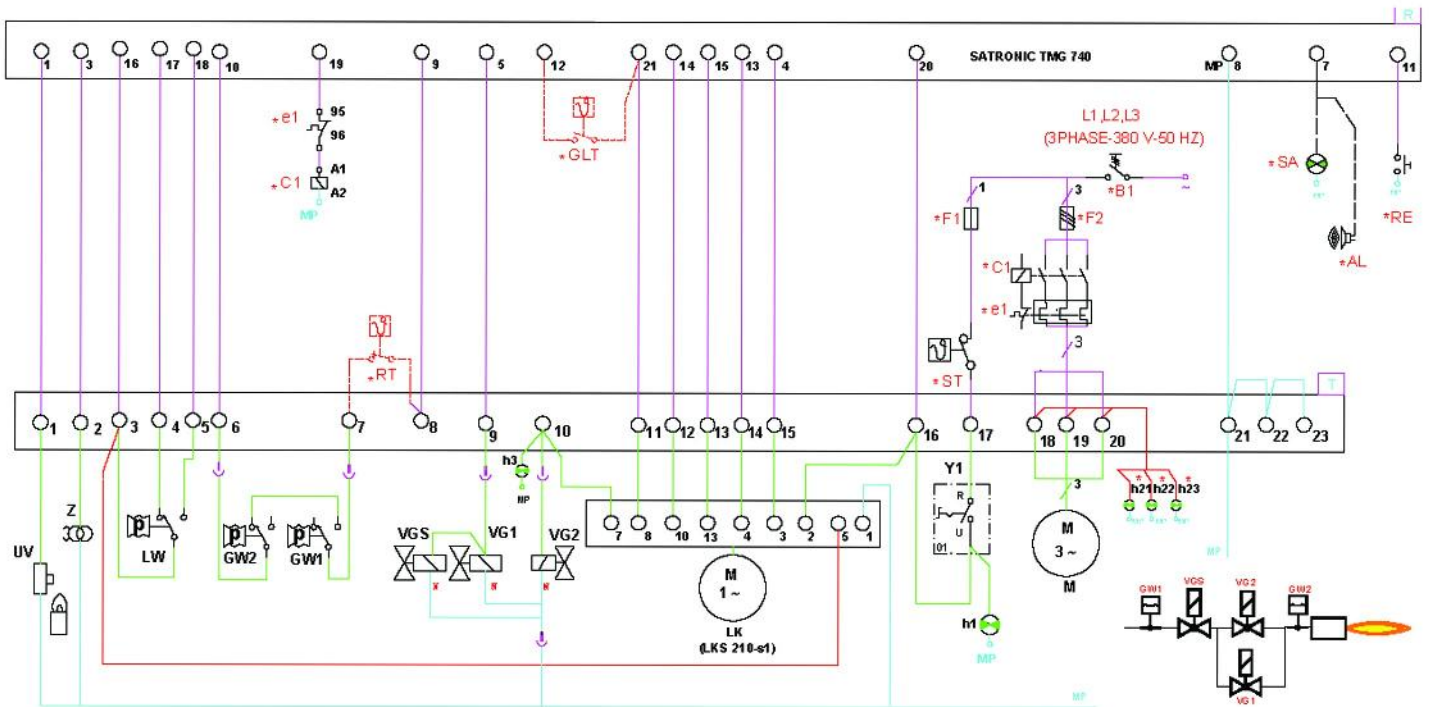 R
1 3 16 17 18 10 19 9 5 12 21 14 15 13 4 20 SATRONIC TMG 740 MP 8 7 11
*e1 95
96
*GLT
L1,L2,L3
(3PHASE-380 V-50 HZ)
*C1 A1
A2
MP
*SA
*B1
1 3
*F1 *F2
*RE
*AL
*C1
*e1
3
*RT
*ST
T
1 2 3 4 5 6 7 8 9 10 11 12 13 14 15 16 17 18 19 20 21 22 23
h3
MP
Y1
*h21 *h22 *h23
3
Z
P LW
P GW2
P GW1
VGS VG1 VG2
7 8 10 13 4 3 2 5 1
R
U
01
UV
N N
M
1 ~
M
3 ~
M
MP
LK
(LKS 210-s1)
h1
MP
GW1 VGS VG2 GW2
VG1
MP